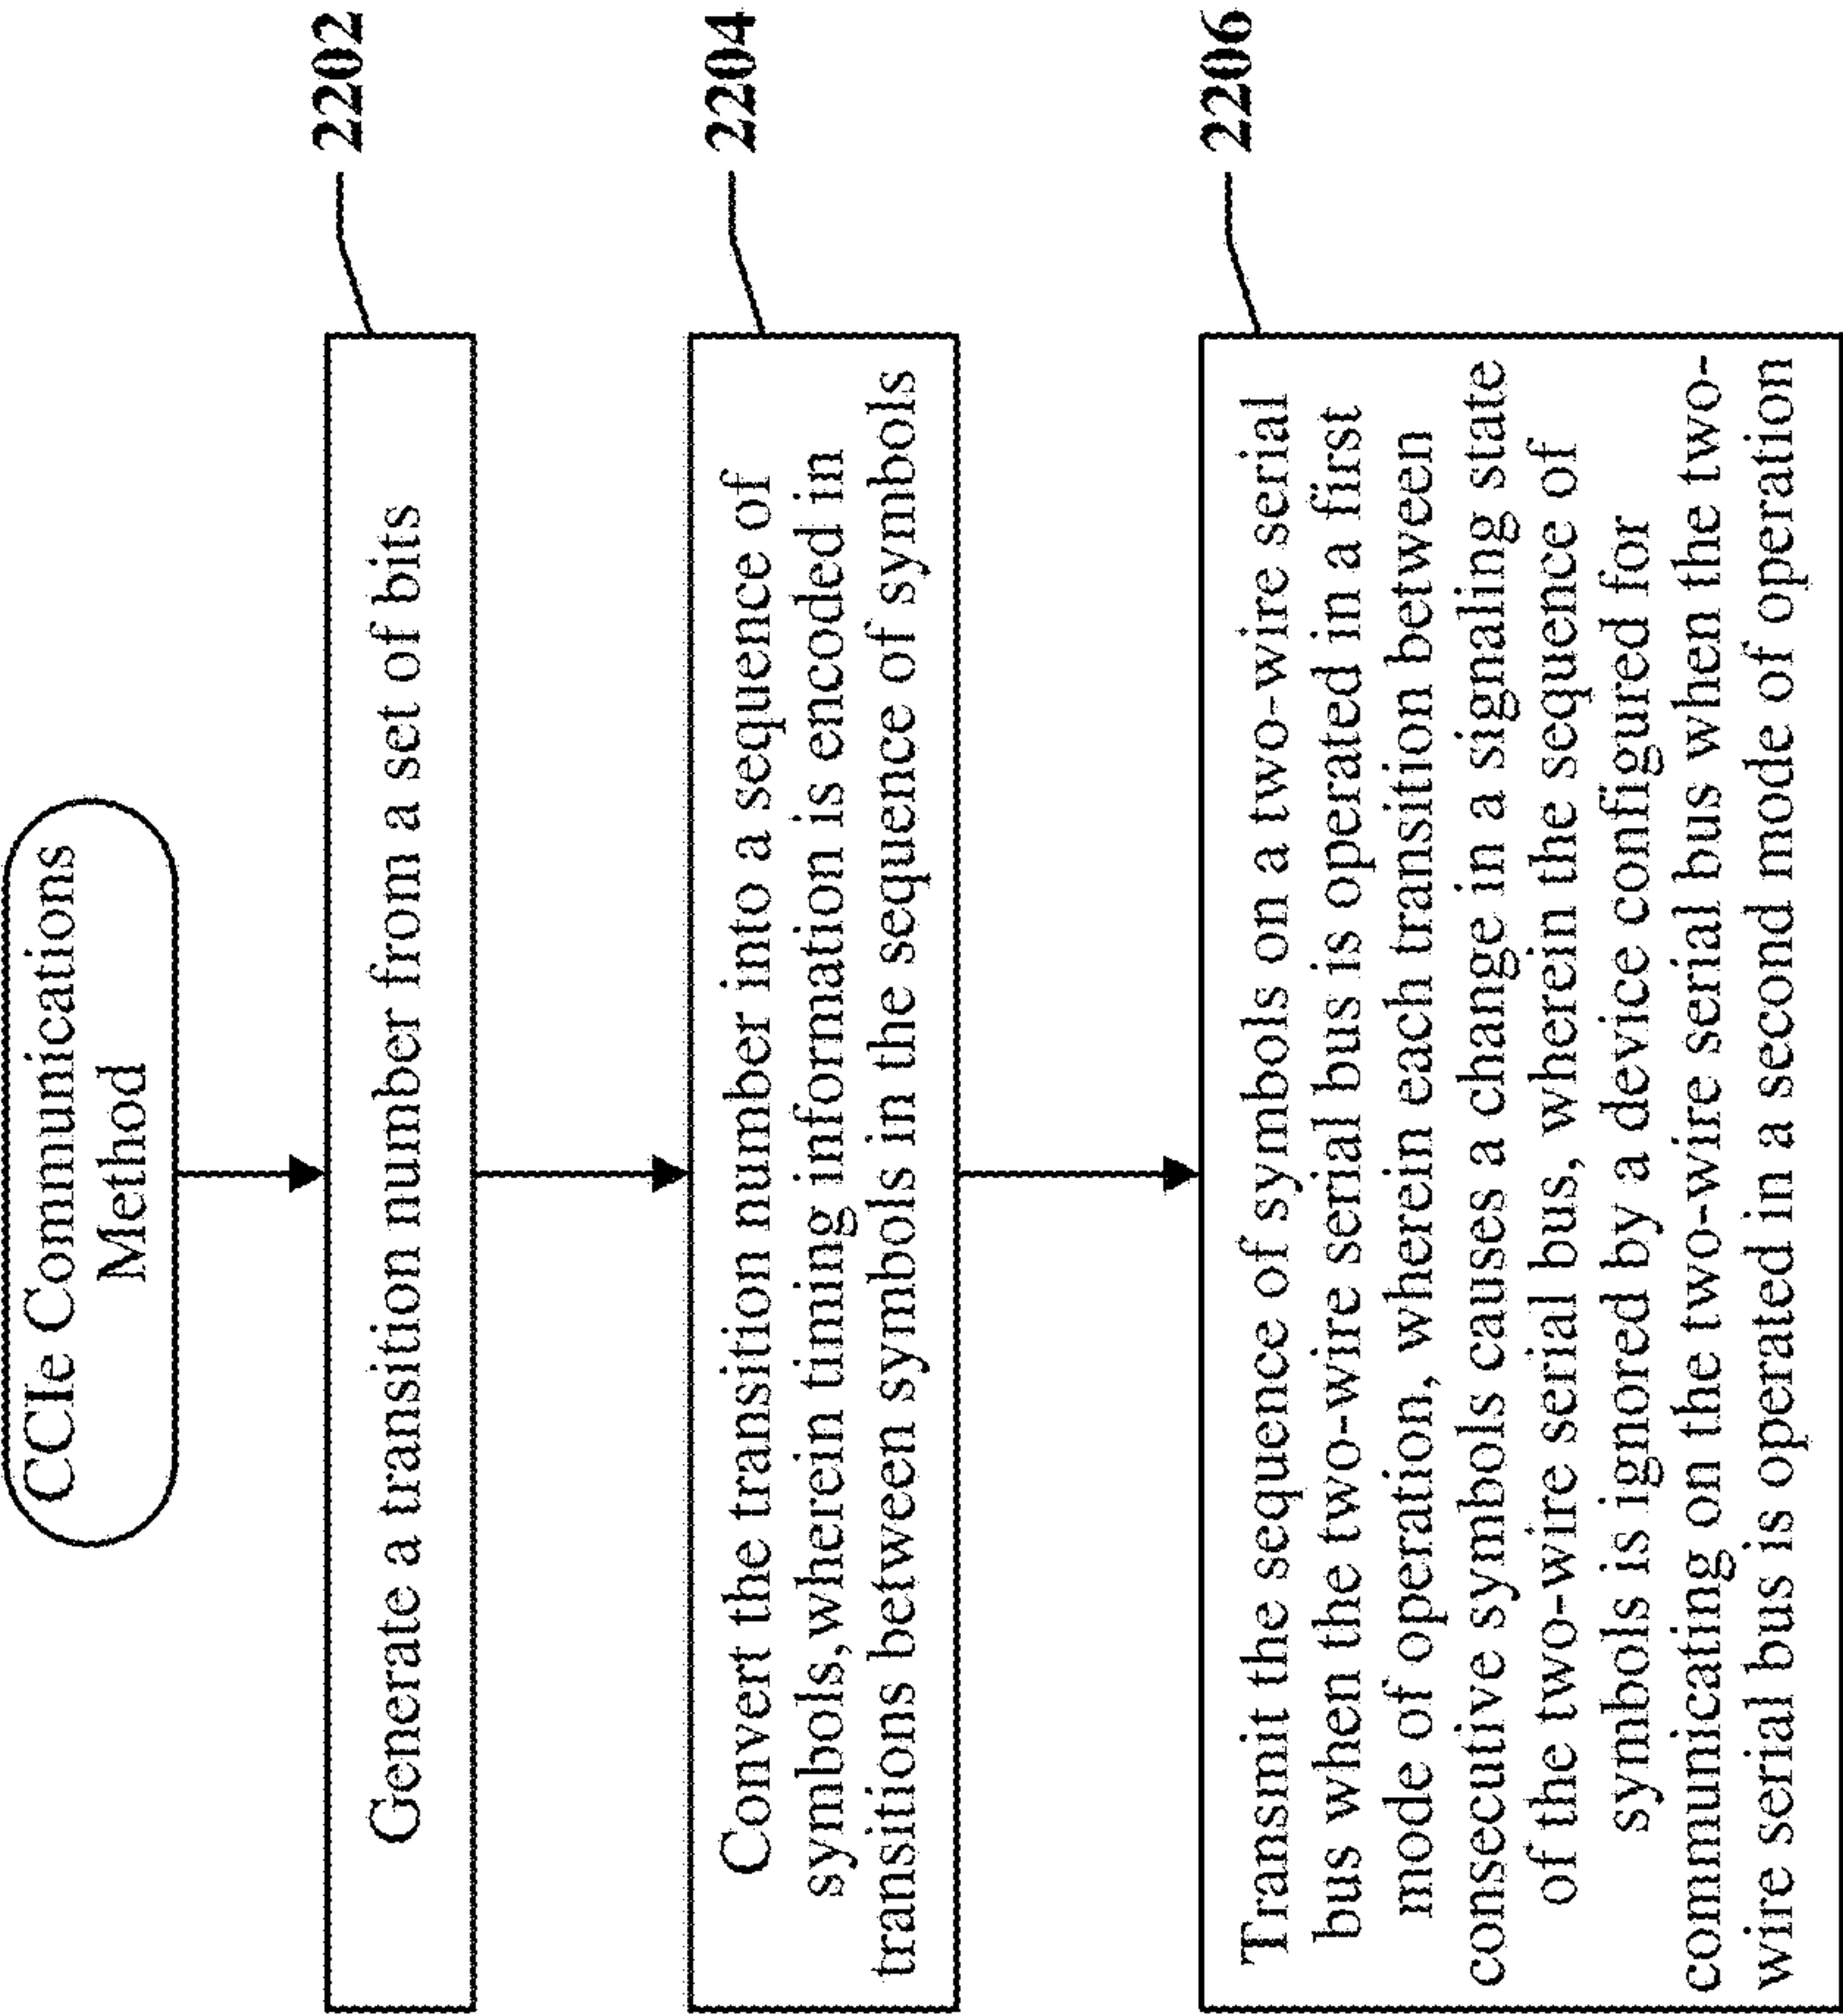 CCIe Communications
Method
2202
Generate a transition number from a set of bits
2204
Convert the transition number into a sequence of
symbols,wherein timing information is encoded in
transitions between symbols in the sequence of symbols
2206
Transmit the sequence of symbols on a two-wire serial
bus when the two-wire serial bus is operated in a first
mode of operation, wherein each transition between
consecutive symbols causes a change in a signaling state
of the two-wire serial bus, wherein the sequence of
symbols is ignored by a device configured for
communicating on the two-wire serial bus when the two-
wire serial bus is operated in a second mode of operation